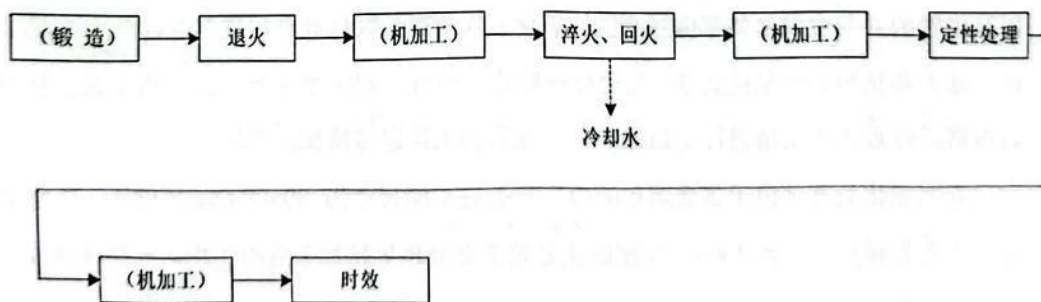 （锻 造）
退火
（机加工）
淬火、回火
（机加工）
定性处理
冷却水
（机加工）
时效